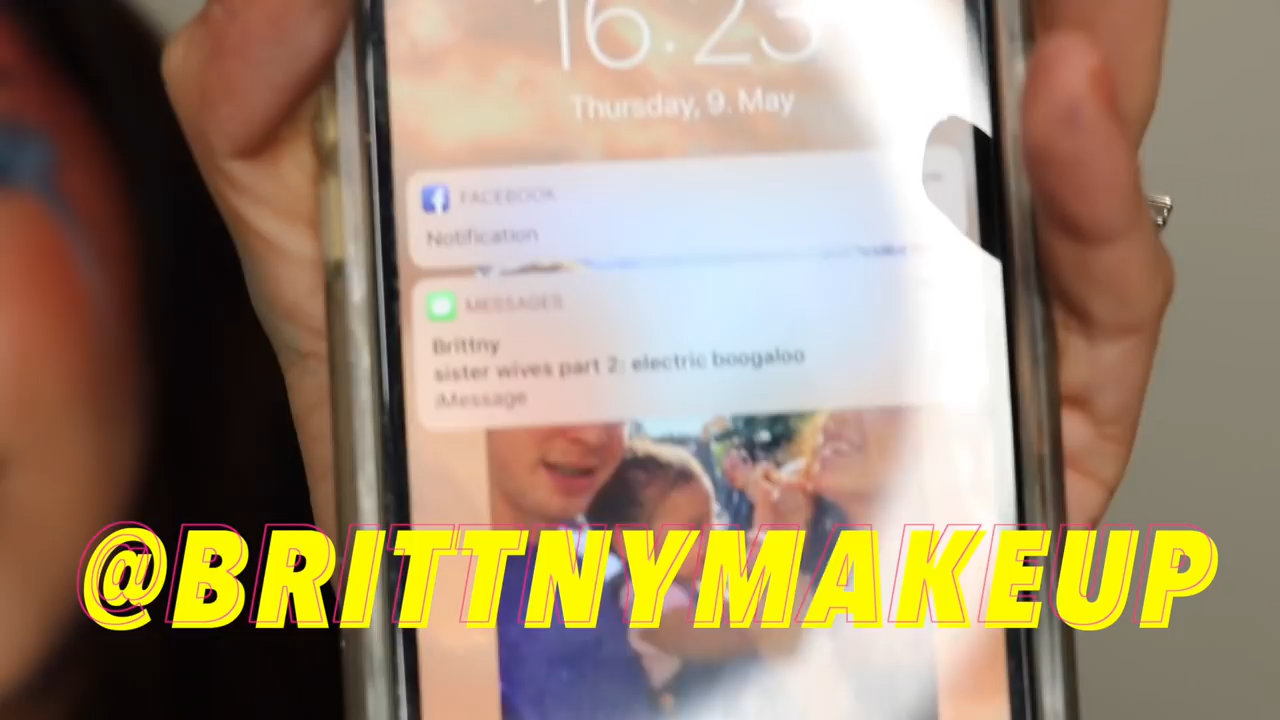 16:23
Thursday, 9. May
FACEBOOK
Notification
MESSAGES
Brittny
sister wives part 2: electric boogaloo
iMessage
@BRITTNYMAKEUP